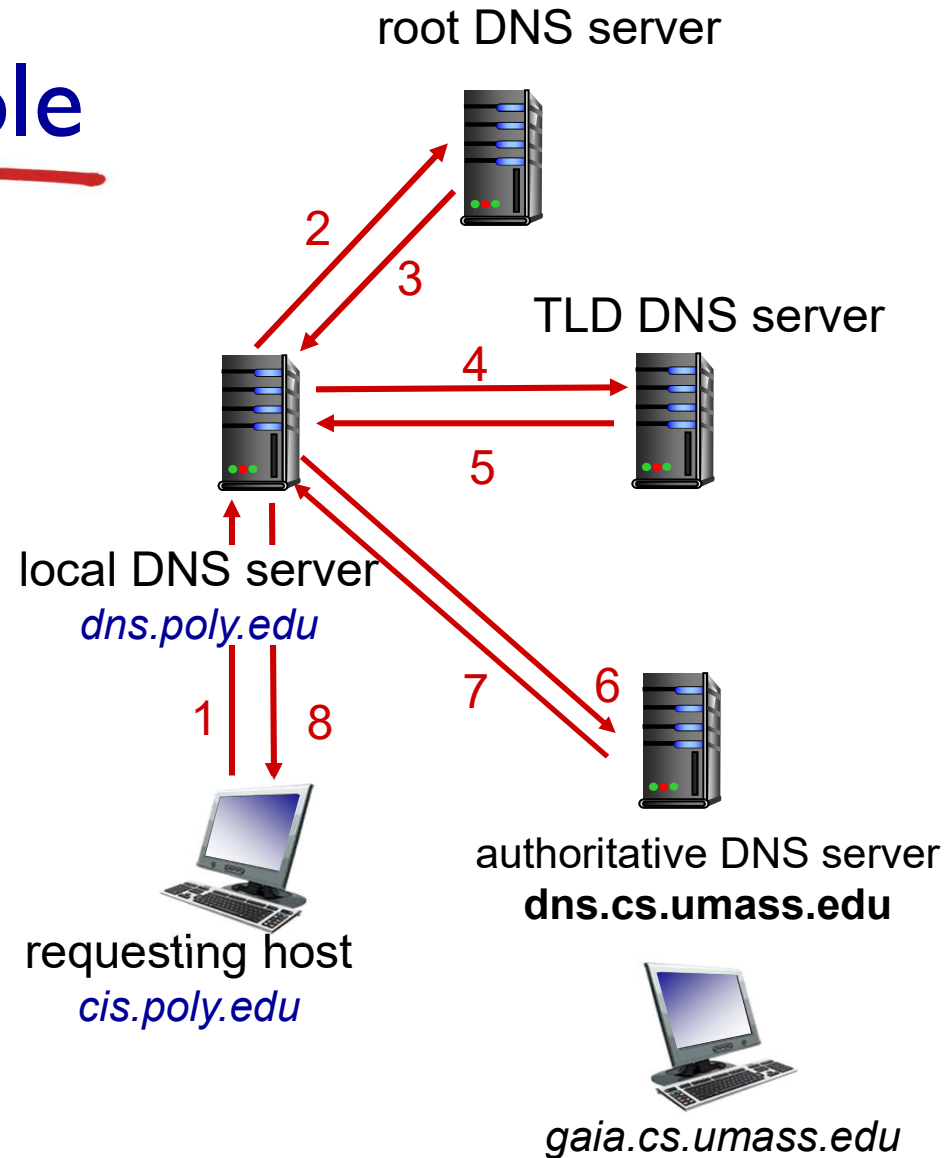 root DNS server
ole
2
3
TLD DNS server
4
5
local DNS server
dns.poly.edu
1
8
7
6
authoritative DNS server
dns.cs.umass.edu
requesting host
cis.poly.edu
gaia.cs.umass.edu